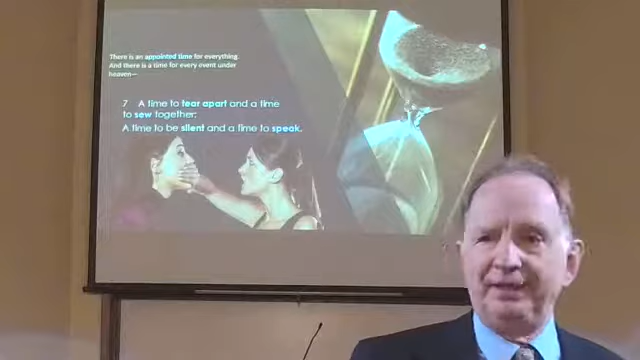 There is an appointed time for everything.
And there is a time for every event under
heaven—
7 A time to tear apart and a time
to sew together;
A time to be silent and a time to speak.